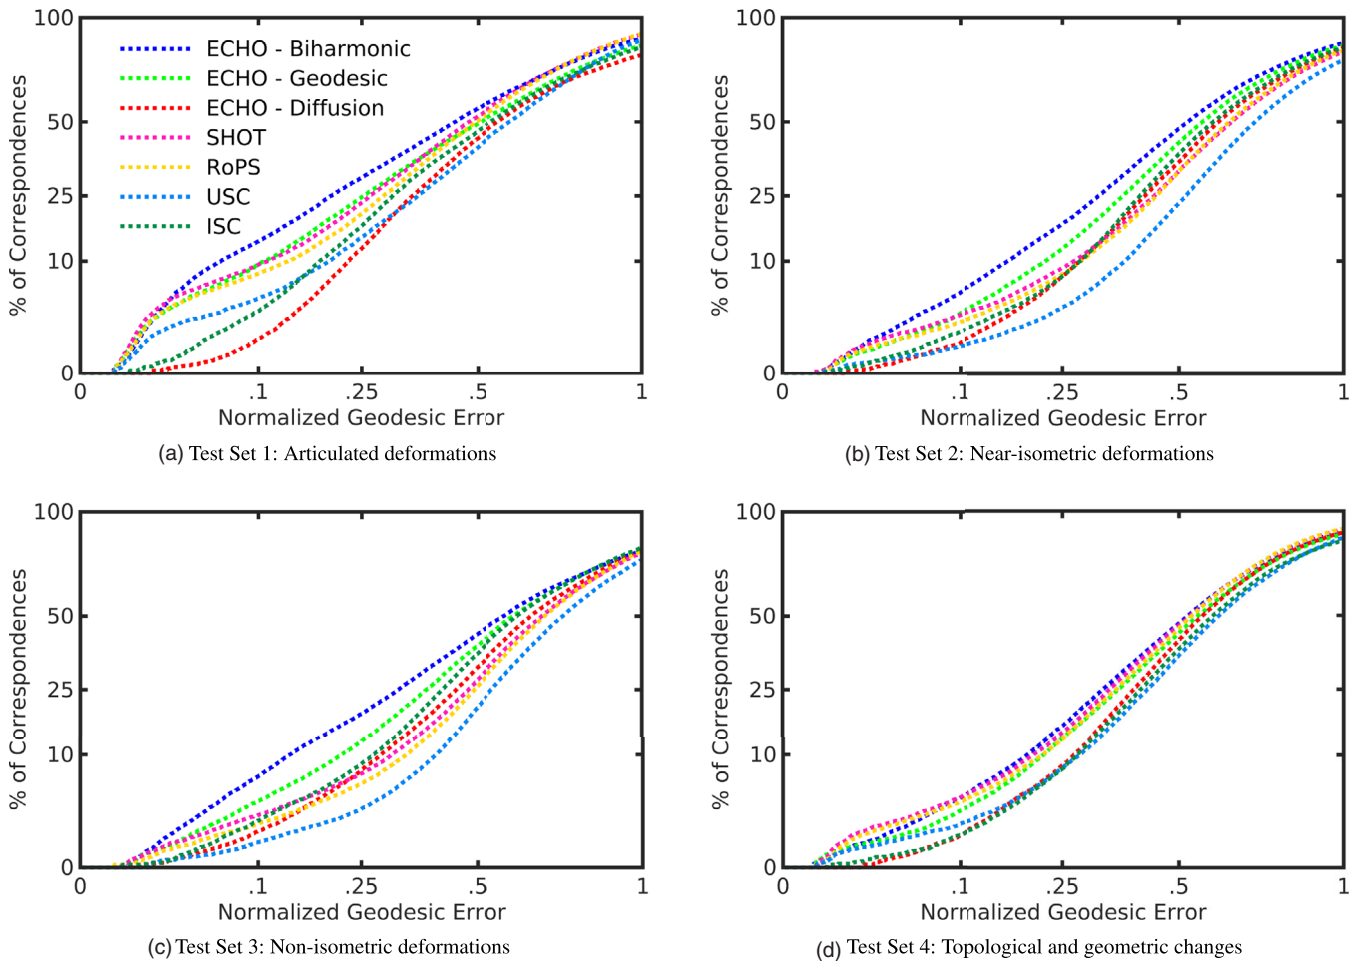 % of Correspondences
100
50
25
10
0
ECHO - Biharmonic
ECHO - Geodesic
ECHO - Diffusion
SHOT
RoPS
USC
ISC
0 .1 .25 .5 1
Normalized Geodesic Error
(a) Test Set 1: Articulated deformations
% of Correspondences
100
50
25
10
0
0 .1 .25 .5 1
Normalized Geodesic Error
(b) Test Set 2: Near-isometric deformations
% of Correspondences
100
50
25
10
0
0 .1 .25 .5 1
Normalized Geodesic Error
(c) Test Set 3: Non-isometric deformations
% of Correspondences
100
50
25
10
0
0 .1 .25 .5 1
Normalized Geodesic Error
(d) Test Set 4: Topological and geometric changes